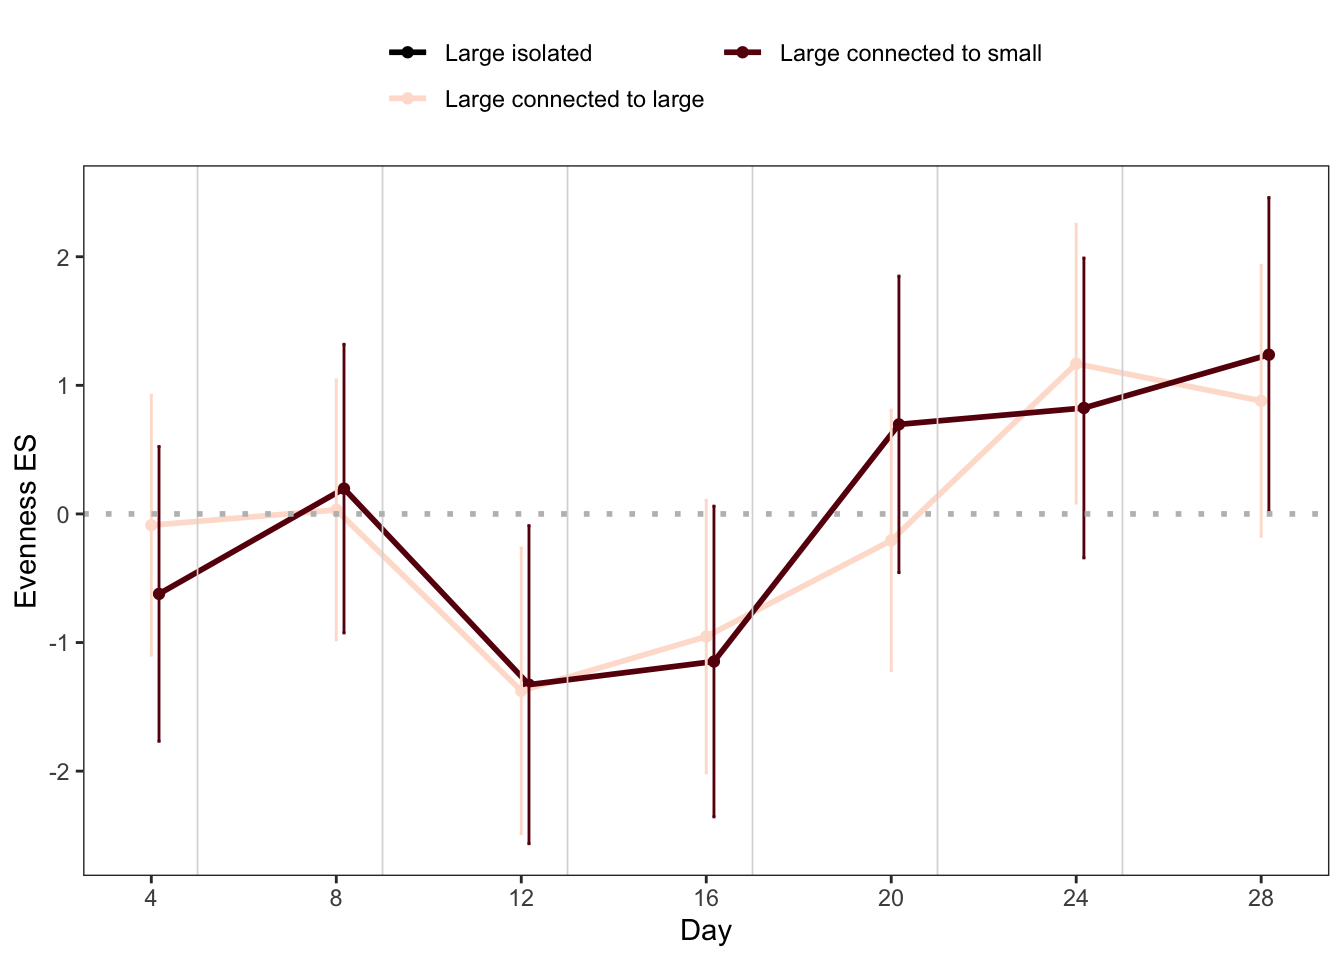 Large isolated
Large connected to small
Large connected to large
Evenness ES
2
1
0
-1
-2
4 8 12 16 20 24 28
Day